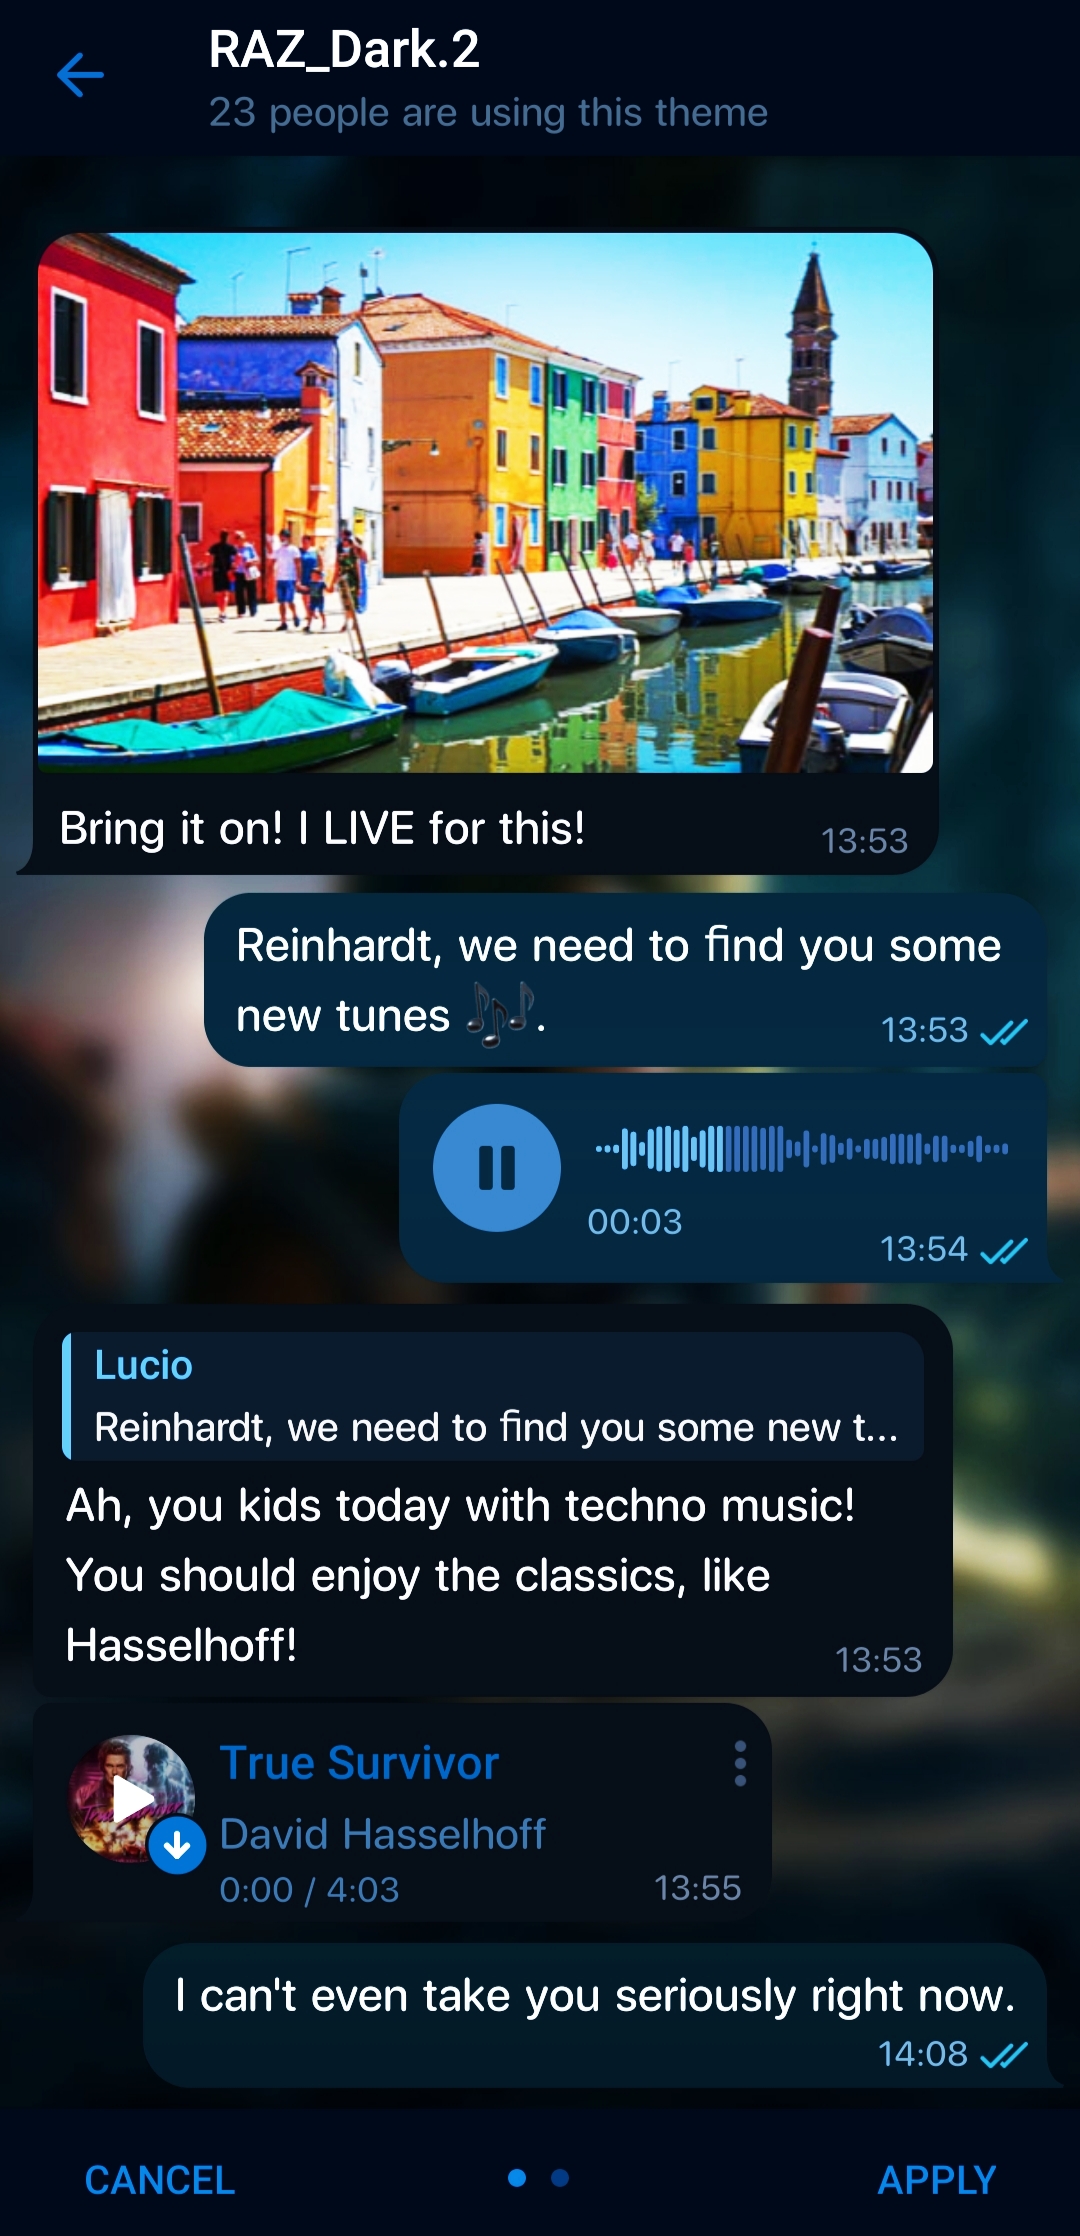 RAZ_Dark.2
23 people are using this theme
Bring it on! I LIVE for this!
13:53
Reinhardt, we need to find you some
new tunes 🎶.
13:53
00:03
13:54
Lucio
Reinhardt, we need to find you some new t...
Ah, you kids today with techno music!
You should enjoy the classics, like
Hasselhoff!
13:53
True Survivor
David Hasselhoff
0:00 / 4:03
13:55
I can't even take you seriously right now.
14:08
CANCEL
APPLY